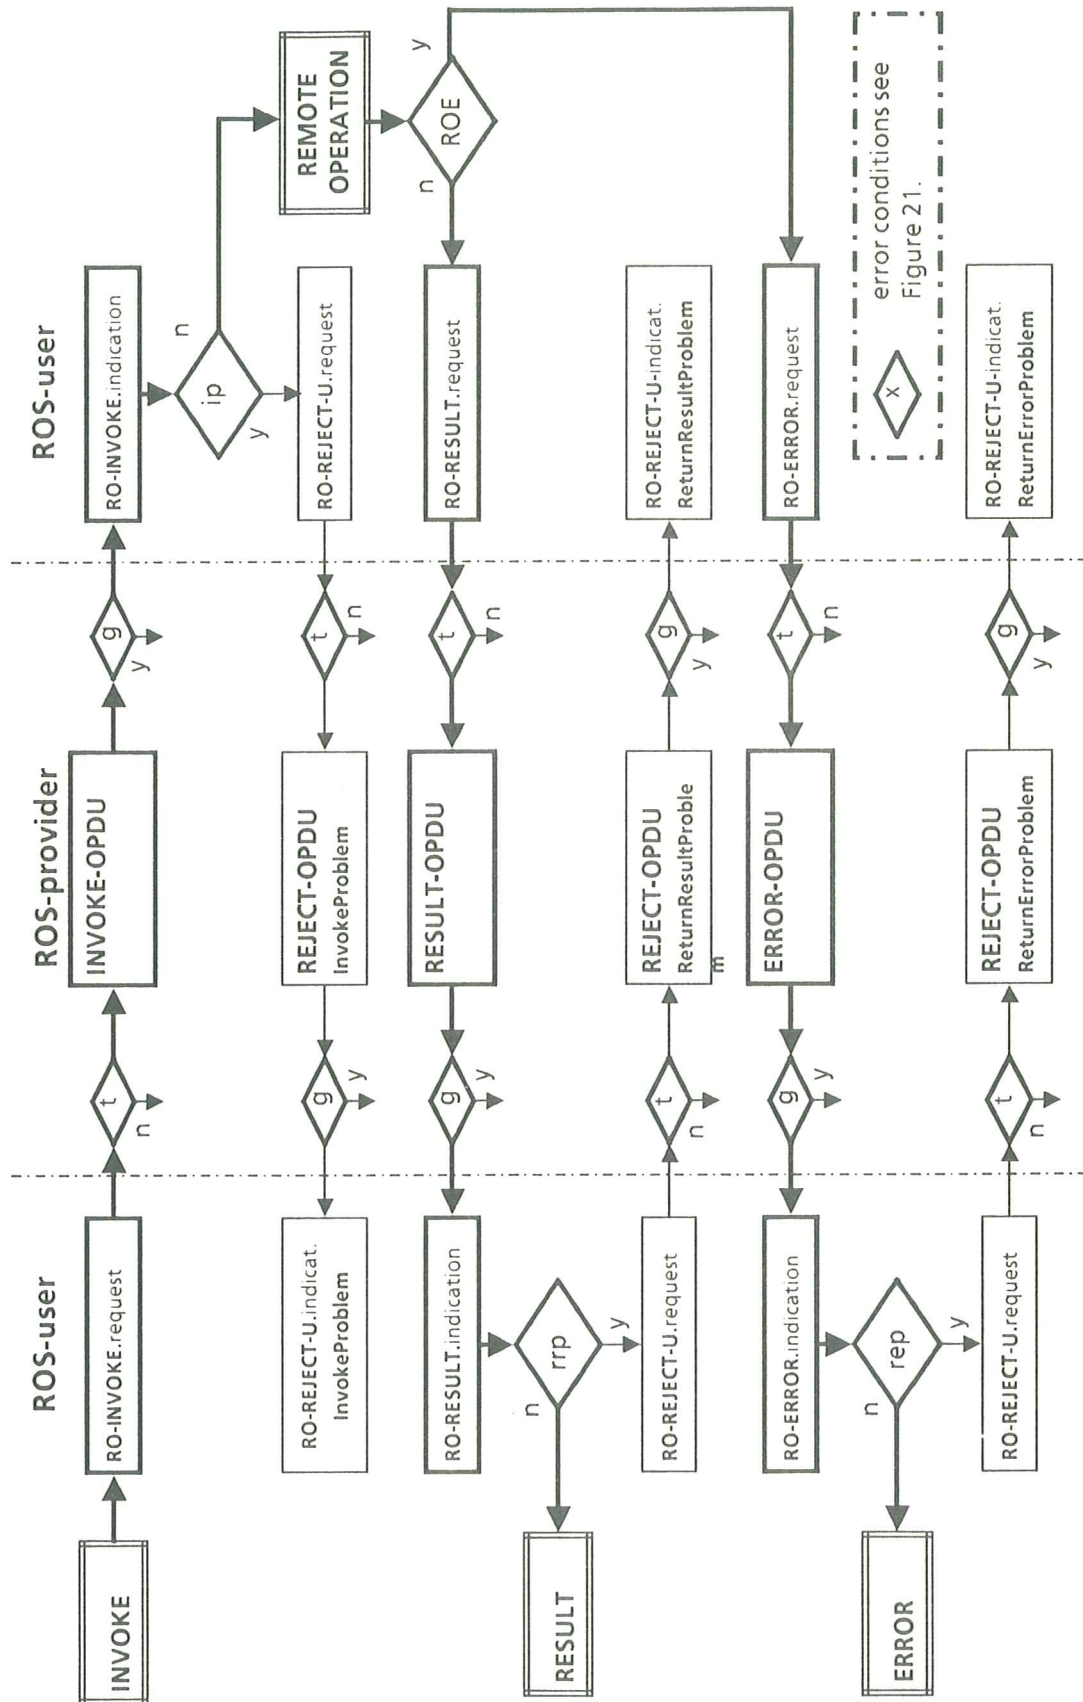 ROS-user
ROS-provider
ROS-user
INVOKE
RO-INVOKE.request
t
n
INVOKE-OPDU
g
y
RO-INVOKE.indication
ip
n
y
RO-REJECT-U.indicat.
InvokeProblem
g
y
REJECT-OPDU
InvokeProblem
t
n
RO-REJECT-U.request
REMOTE
OPERATION
RO-RESULT.indication
g
y
RESULT-OPDU
t
n
RO-RESULT.request
n
ROE
y
RESULT
n
rrp
y
RO-REJECT-U.request
t
n
REJECT-OPDU
ReturnResultProble
m
g
y
RO-REJECT-U-indicat.
ReturnResultProblem
RO-ERROR.indication
g
y
ERROR-OPDU
t
n
RO-ERROR.request
ERROR
n
rep
y
x
error conditions see
Figure 21.
RO-REJECT-U.request
t
n
REJECT-OPDU
ReturnErrorProblem
g
y
RO-REJECT-U-indicat.
ReturnErrorProblem